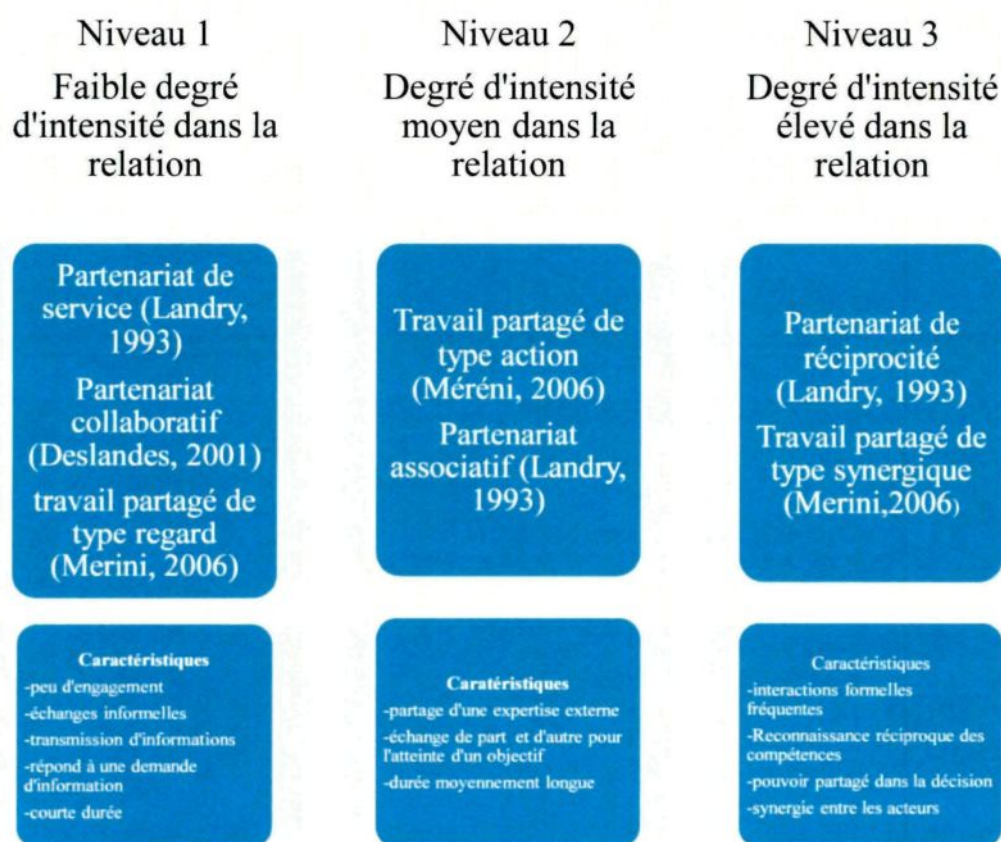 Niveau 1
Faible degré
d'intensité dans la
relation
Partenariat de
service (Landry,
1993)
Partenariat
collaboratif
(Deslandes, 2001)
travail partagé de
type regard
(Merini, 2006)
Caractéristiques
-peu d'engagement
-échanges informelles
-transmission d'informations
-répond à une demande
d'information
-courte durée
Niveau 2
Degré d'intensité
moyen dans la
relation
Travail partagé de
type action
(Méréni, 2006)
Partenariat
associatif (Landry,
1993)
Caratéristiques
-partage d'une expertise externe
-échange de part et d'autre pour
l'atteinte d'un objectif
-durée moyennement longue
Niveau 3
Degré d'intensité
élevé dans la
relation
Partenariat de
réciprocité
(Landry, 1993)
Travail partagé de
type synergique
(Merini,2006)
Caractéristiques
-interactions formelles
fréquentes
-Reconnaissance réciproque des
compétences
-pouvoir partagé dans la décision
-synergie entre les acteurs